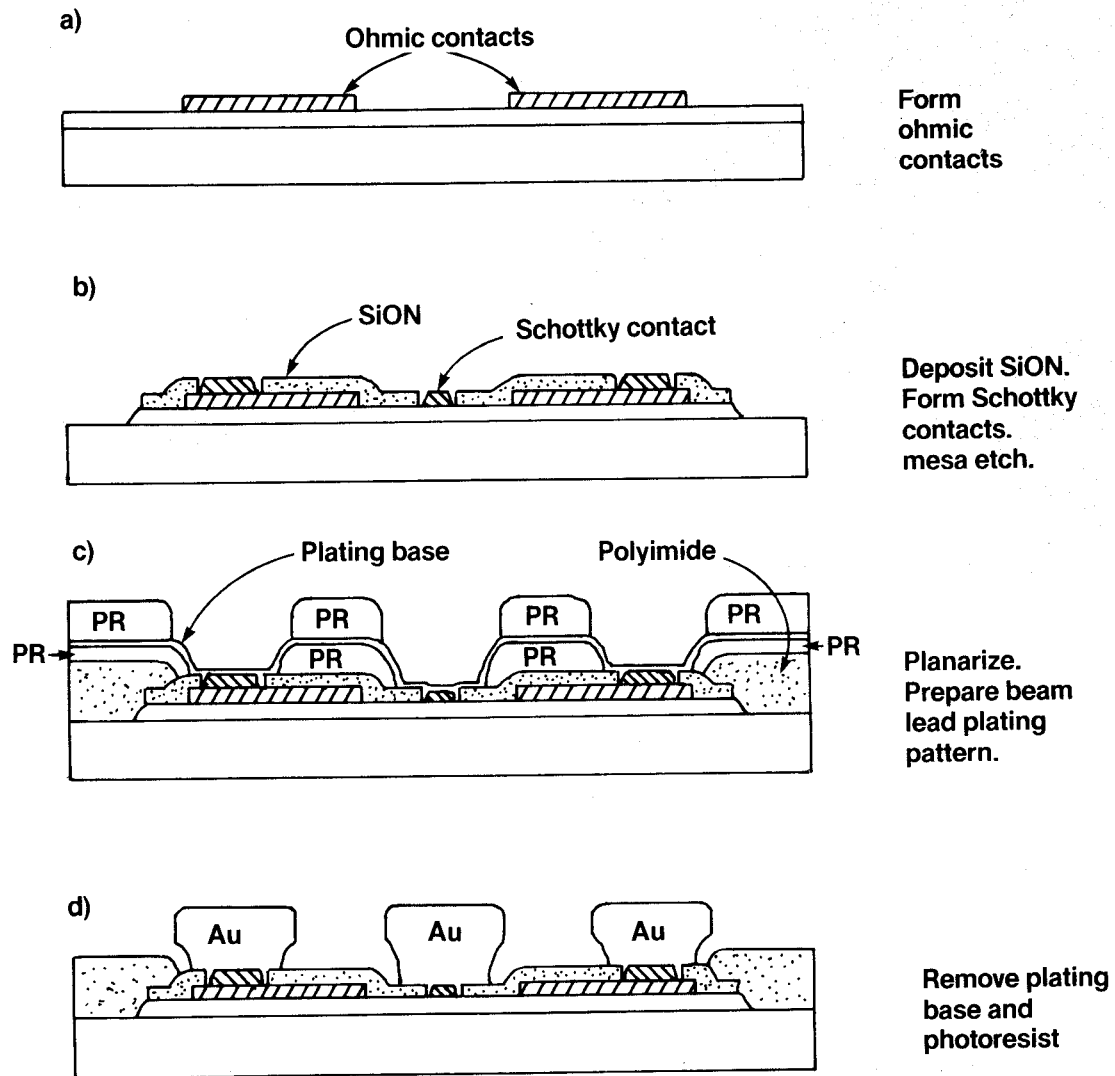 a)
Ohmic contacts
Form
ohmic
contacts
b)
SiON
Schottky contact
Deposit SiON.
Form Schottky
contacts.
mesa etch.
c)
Plating base
Polyimide
PR
PR
PR
PR
PR
PR
PR
PR
Planarize.
Prepare beam
lead plating
pattern.
d)
Au
Au
Au
Remove plating
base and
photoresist